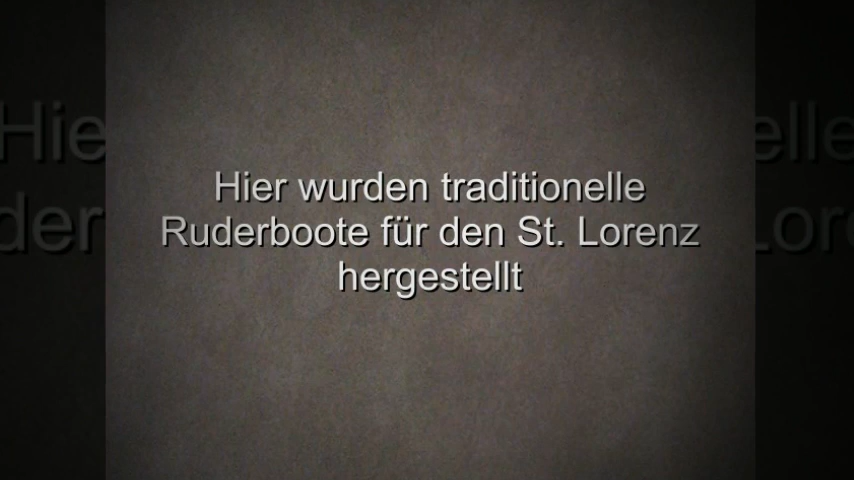 Hier wurden traditionelle
Ruderboote für den St. Lorenz
hergestellt